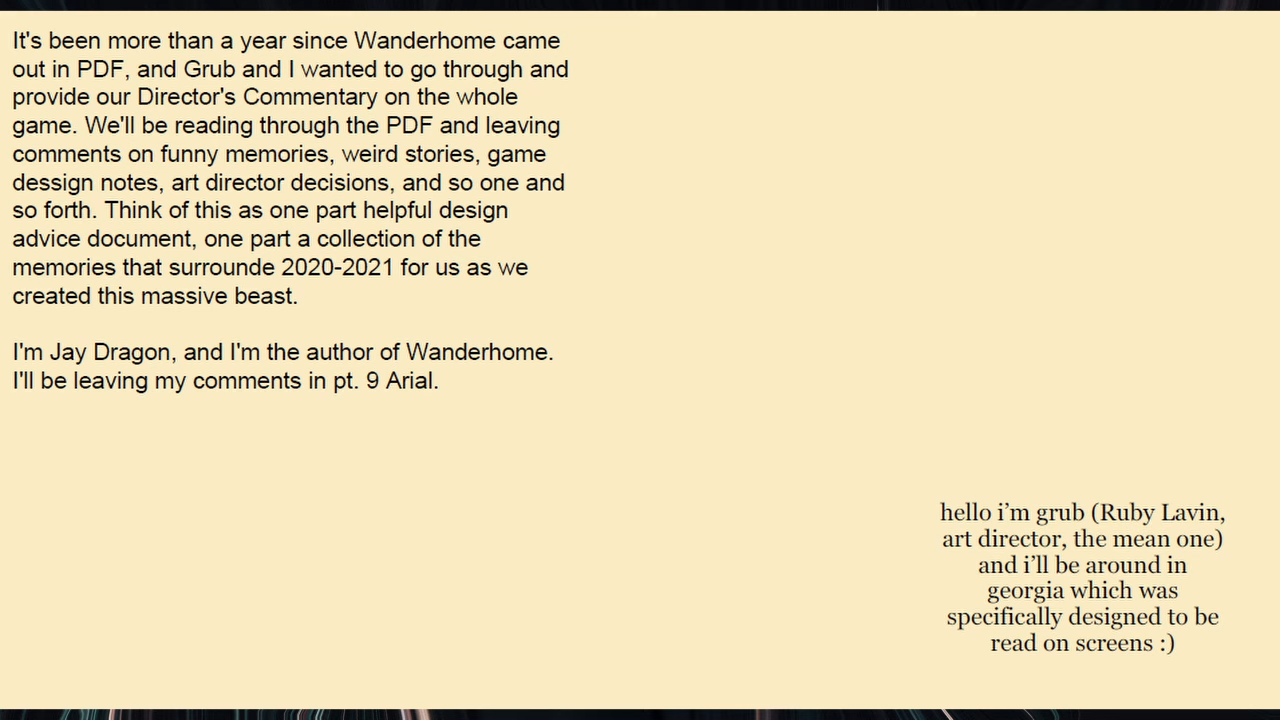 It's been more than a year since Wanderhome came
out in PDF, and Grub and I wanted to go through and
provide our Director's Commentary on the whole
game. We'll be reading through the PDF and leaving
comments on funny memories, weird stories, game
dessign notes, art director decisions, and so one and
so forth. Think of this as one part helpful design
advice document, one part a collection of the
memories that surrounde 2020-2021 for us as we
created this massive beast.
I'm Jay Dragon, and I'm the author of Wanderhome.
I'll be leaving my comments in pt. 9 Arial.
hello i’m grub (Ruby Lavin,
art director, the mean one)
and i’ll be around in
georgia which was
specifically designed to be
read on screens :)